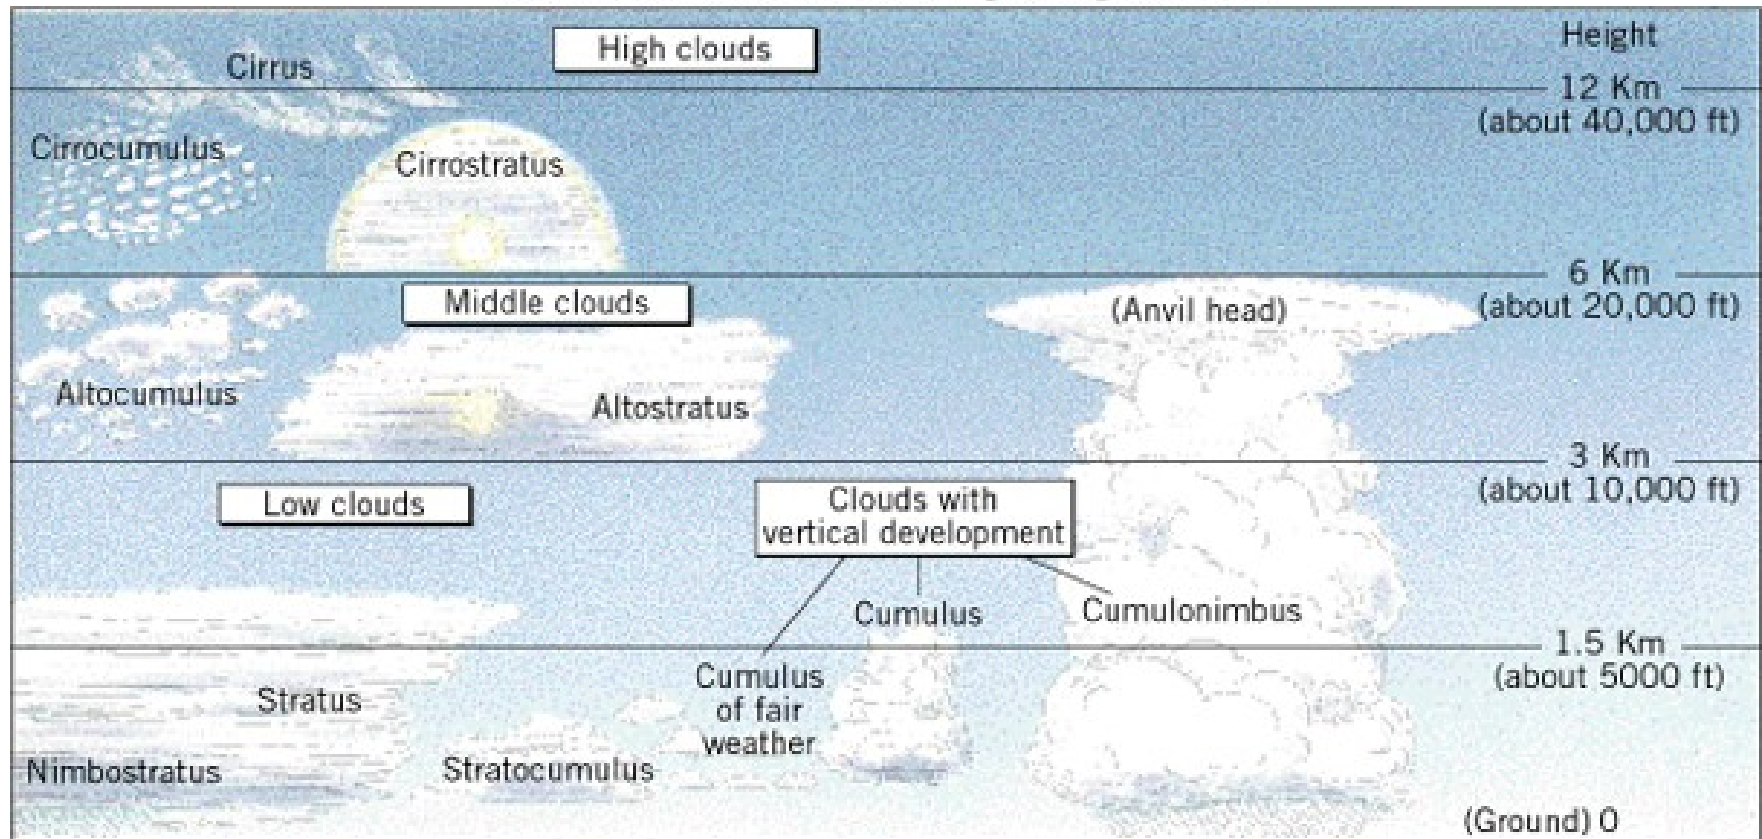 High clouds
Height
Cirrus
12 Km
(about 40,000 ft)
Cirrocumulus
Cirrostratus
6 Km
(about 20,000 ft)
Middle clouds
(Anvil head)
Altocumulus
Altostratus
3 Km
(about 10,000 ft)
Low clouds
Clouds with
vertical development
Cumulus
Cumulonimbus
1.5 Km
(about 5000 ft)
Cumulus
of fair
weather
Stratus
Nimbostratus
Stratocumulus
(Ground) 0